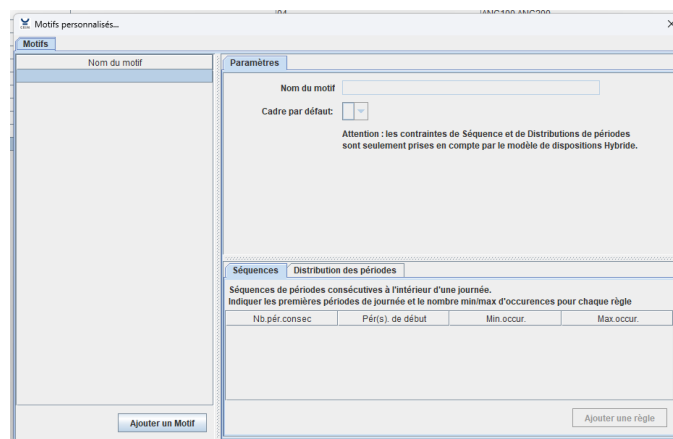 94 ANG100 ANG200
Motifs personnalisés...
Motifs
Nom du motif
Paramètres
Nom du motif
Cadre par défaut:
Attention : les contraintes de Séquence et de Distributions de périodes
sont seulement prises en compte par le modèle de dispositions Hybride.
Séquences Distribution des périodes
Séquences de périodes consécutives à l'intérieur d'une journée.
Indiquer les premières périodes de journée et le nombre min/max d'occurences pour chaque règle
Nb.pér.consec Pér(s). de début Min.occur. Max.occur.
Ajouter une règle
Ajouter un Motif